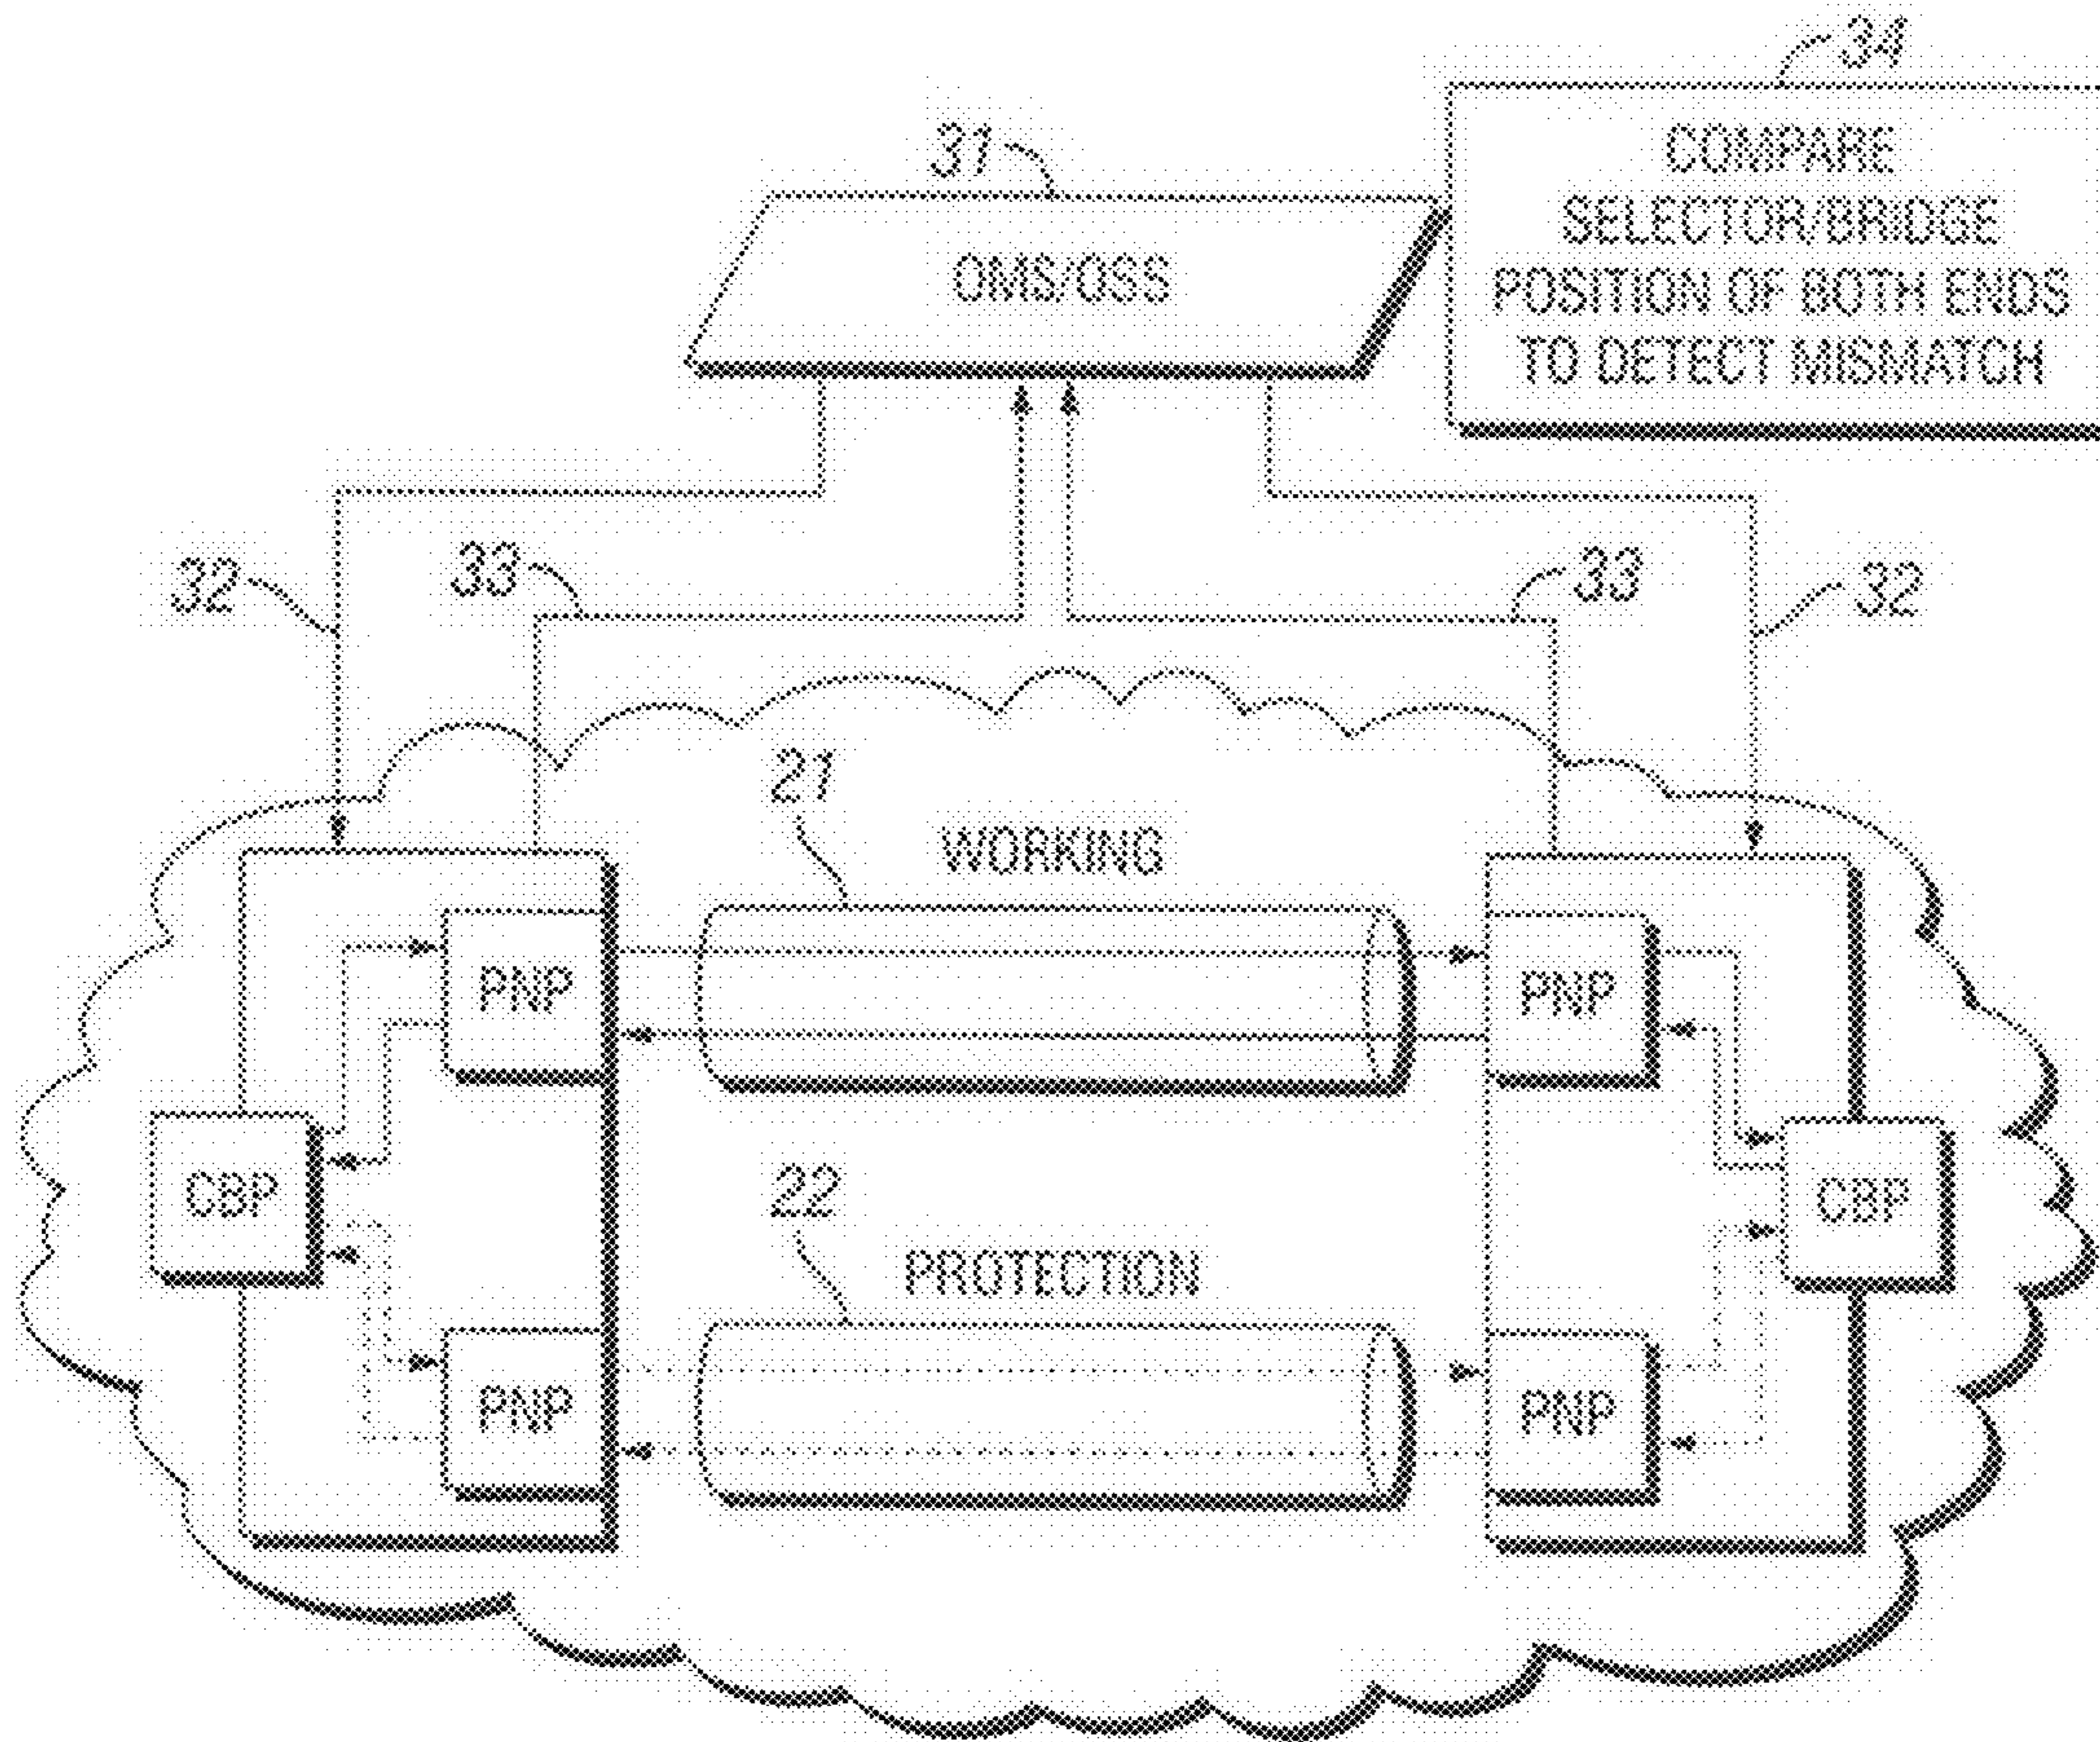 34
COMPARE
SELECTOR/BRIDGE
POSITION OF BOTH ENDS
TO DETECT MISMATCH
31
OMS/OSS
32
33
33
32
21
WORKING
PNP
PNP
CBP
CBP
22
PROTECTION
PNP
PNP